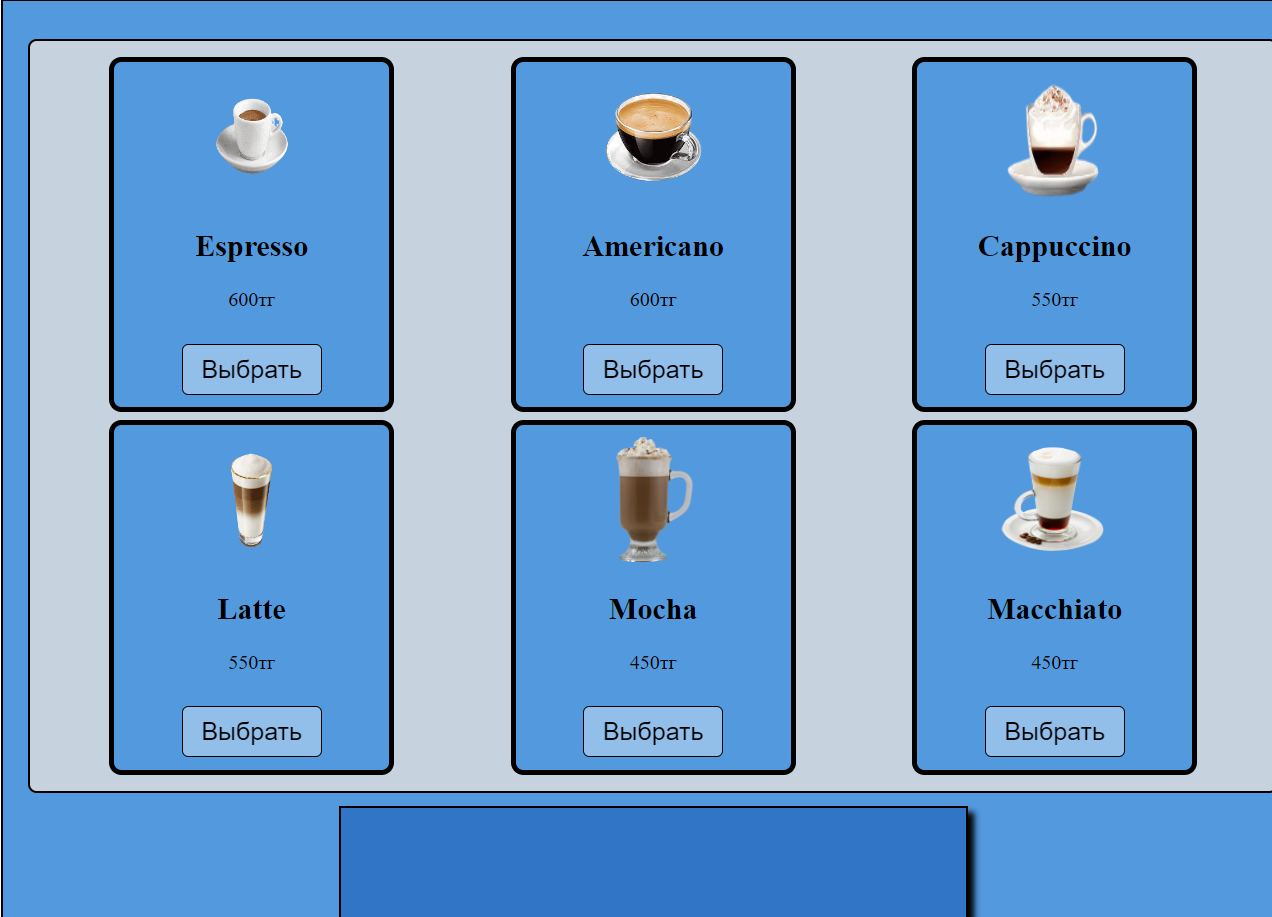 Espresso
600тг
Выбрать
Americano
600тг
Выбрать
Cappuccino
550тг
Выбрать
Latte
550тг
Выбрать
Mocha
450тг
Выбрать
Macchiato
450тг
Выбрать